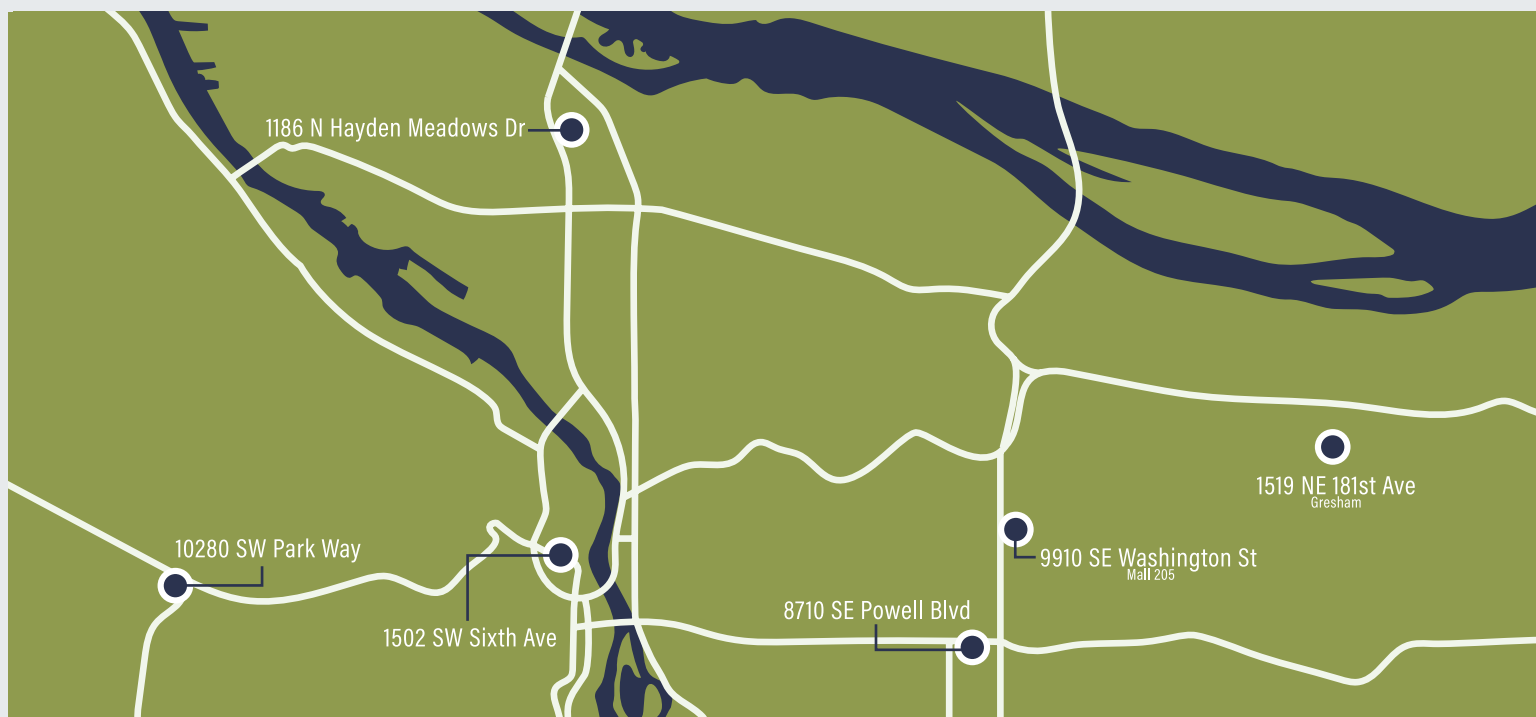 1186 N Hayden Meadows Dr
1519 NE 181st Ave
Gresham
10280 SW Park Way
9910 SE Washington St
Mall 205
8710 SE Powell Blvd
1502 SW Sixth Ave